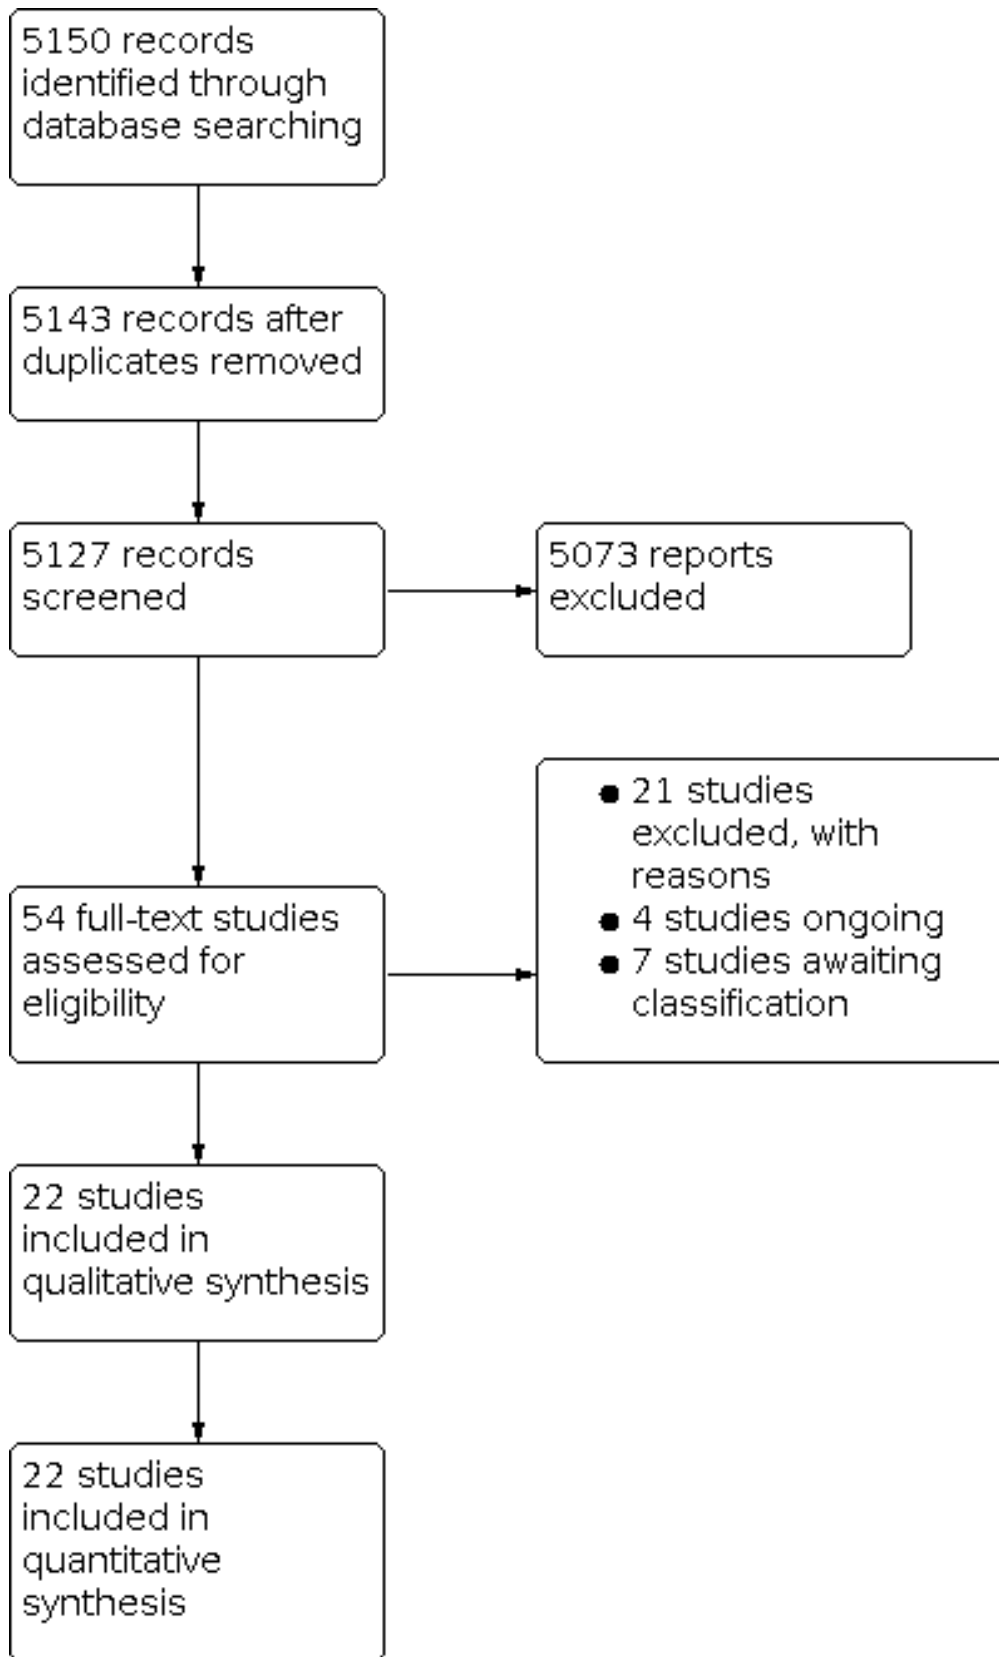 5150 records
identified through
database searching
5143 records after
duplicates removed
5127 records
screened
5073 reports
excluded
● 21 studies
excluded, with
reasons
● 4 studies ongoing
● 7 studies awaiting
classification
54 full-text studies
assessed for
eligibility
22 studies
included in
qualitative synthesis
22 studies
included in
quantitative
synthesis